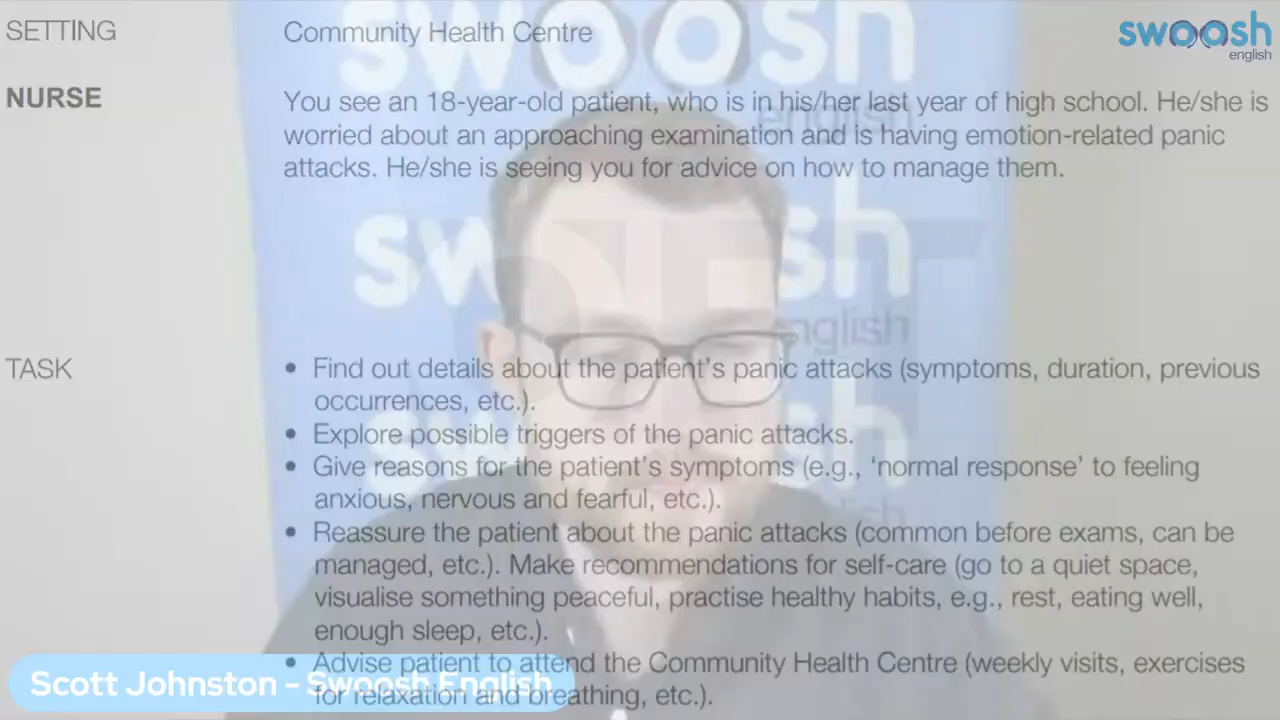 SETTING Community Health Centre
swoosh
english
NURSE You see an 18-year-old patient, who is in his/her last year of high school. He/she is
worried about an approaching examination and is having emotion-related panic
attacks. He/she is seeing you for advice on how to manage them.
swoosh
english
swoosh
english
TASK • Find out details about the patient's panic attacks (symptoms, duration, previous
occurrences, etc.).
• Explore possible triggers of the panic attacks.
• Give reasons for the patient's symptoms (e.g., 'normal response' to feeling
anxious, nervous and fearful, etc.).
• Reassure the patient about the panic attacks (common before exams, can be
managed, etc.). Make recommendations for self-care (go to a quiet space,
visualise something peaceful, practise healthy habits, e.g., rest, eating well,
enough sleep, etc.).
• Advise patient to attend the Community Health Centre (weekly visits, exercises
for relaxation and breathing, etc.).
Scott Johnston – Swoosh English